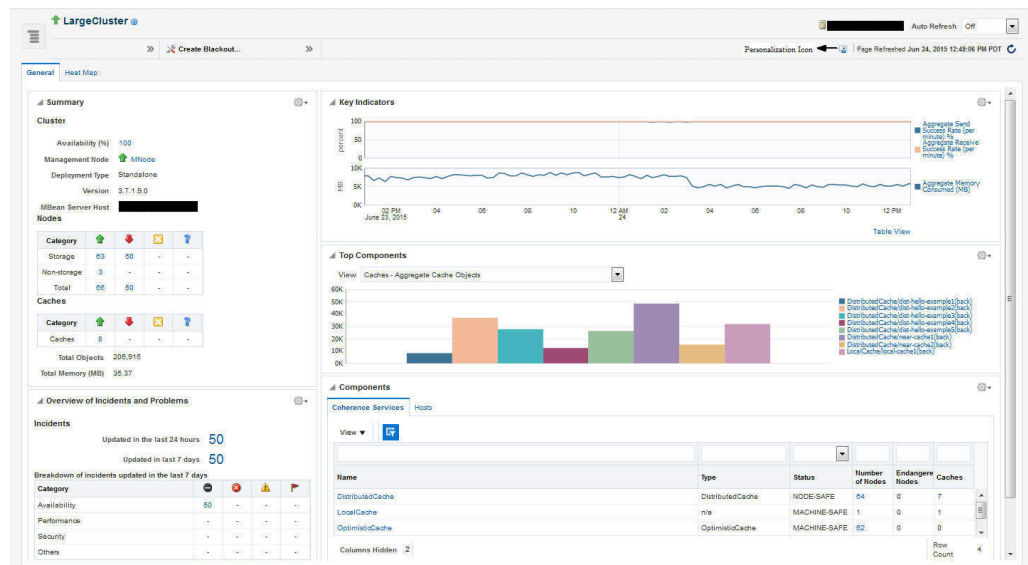 LargeCluster
Auto Refresh Off
Create Blackout...
Personalization Icon
Page Refreshed Jun 24, 2015 12:49:06 PM PDT
General Heat Map
Summary
Cluster
Availability (%) 100
Management Node MNode
Deployment Type Standalone
Version 3.7.1.9.0
MBean Server Host
Nodes
Category
Storage 63 50 - -
Non-storage 3 - - -
Total 66 50 - -
Caches
Category
Caches 8 - - -
Total Objects 206,915
Total Memory (MB) 35.37
Overview of Incidents and Problems
Incidents
Updated in the last 24 hours 50
Updated in last 7 days 50
Breakdown of incidents updated in the last 7 days
Category
Availability 50 - - -
Performance - - - -
Security - - - -
Others - - - -
Key Indicators
percent
100
50
0
Aggregate Send
Success Rate (per
minute) %
Aggregate Receive
Success Rate (per
minute) %
MB
10K
5K
0K
Aggregate Memory
Consumed (MB)
02 PM 04 06 08 10 12 AM 02 04 06 08 10 12 PM
June 23, 2015 24
Table View
Top Components
View Caches - Aggregate Cache Objects
60K
50K
40K
30K
20K
10K
0K
DistributedCache/dist-hello-example1(back)
DistributedCache/dist-hello-example2(back)
DistributedCache/dist-hello-example3(back)
DistributedCache/dist-hello-example4(back)
DistributedCache/dist-hello-example5(back)
DistributedCache/near-cache1(back)
DistributedCache/near-cache2(back)
LocalCache/local-cache1(back)
Components
Coherence Services Hosts
View
Name Type Status Number of Nodes Endangere Nodes Caches
DistributedCache DistributedCache NODE-SAFE 64 0 7
LocalCache n/a MACHINE-SAFE 1 0 1
OptimisticCache OptimisticCache MACHINE-SAFE 62 0 0
Columns Hidden 2
Row Count 4